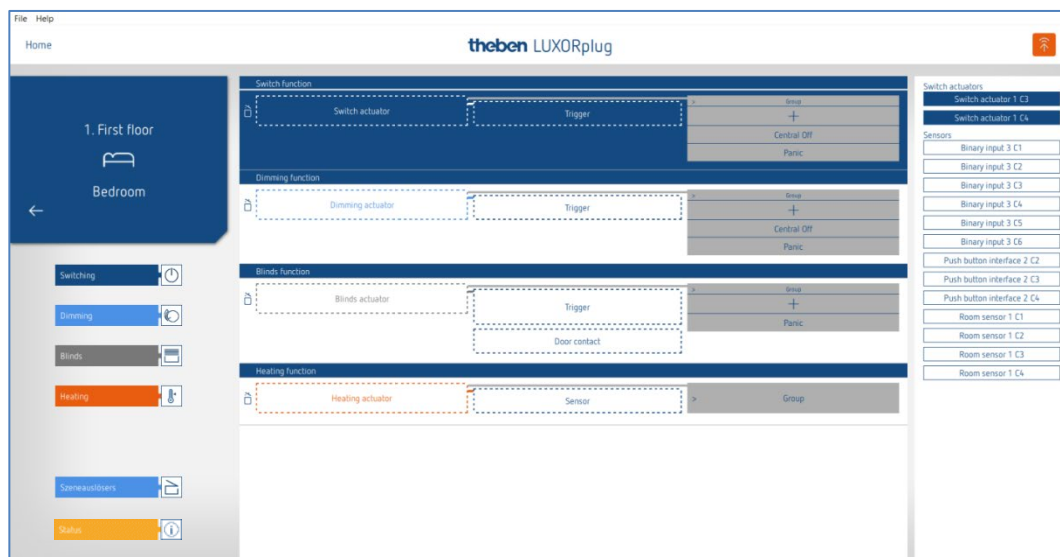 File Help
Home
theben LUXORplug
1. First floor
Bedroom
Switching
Dimming
Blinds
Heating
Szeneauslösers
Status
Switch function
Switch actuator
Trigger
> Group
+
Central Off
Panic
Dimming function
Dimming actuator
Trigger
> Group
+
Central Off
Panic
Blinds function
Blinds actuator
Trigger
Door contact
> Group
+
Panic
Heating function
Heating actuator
Sensor
> Group
Switch actuators
Switch actuator 1 C3
Switch actuator 1 C4
Sensors
Binary input 3 C1
Binary input 3 C2
Binary input 3 C3
Binary input 3 C4
Binary input 3 C5
Binary input 3 C6
Push button interface 2 C2
Push button interface 2 C3
Push button interface 2 C4
Room sensor 1 C1
Room sensor 1 C2
Room sensor 1 C3
Room sensor 1 C4